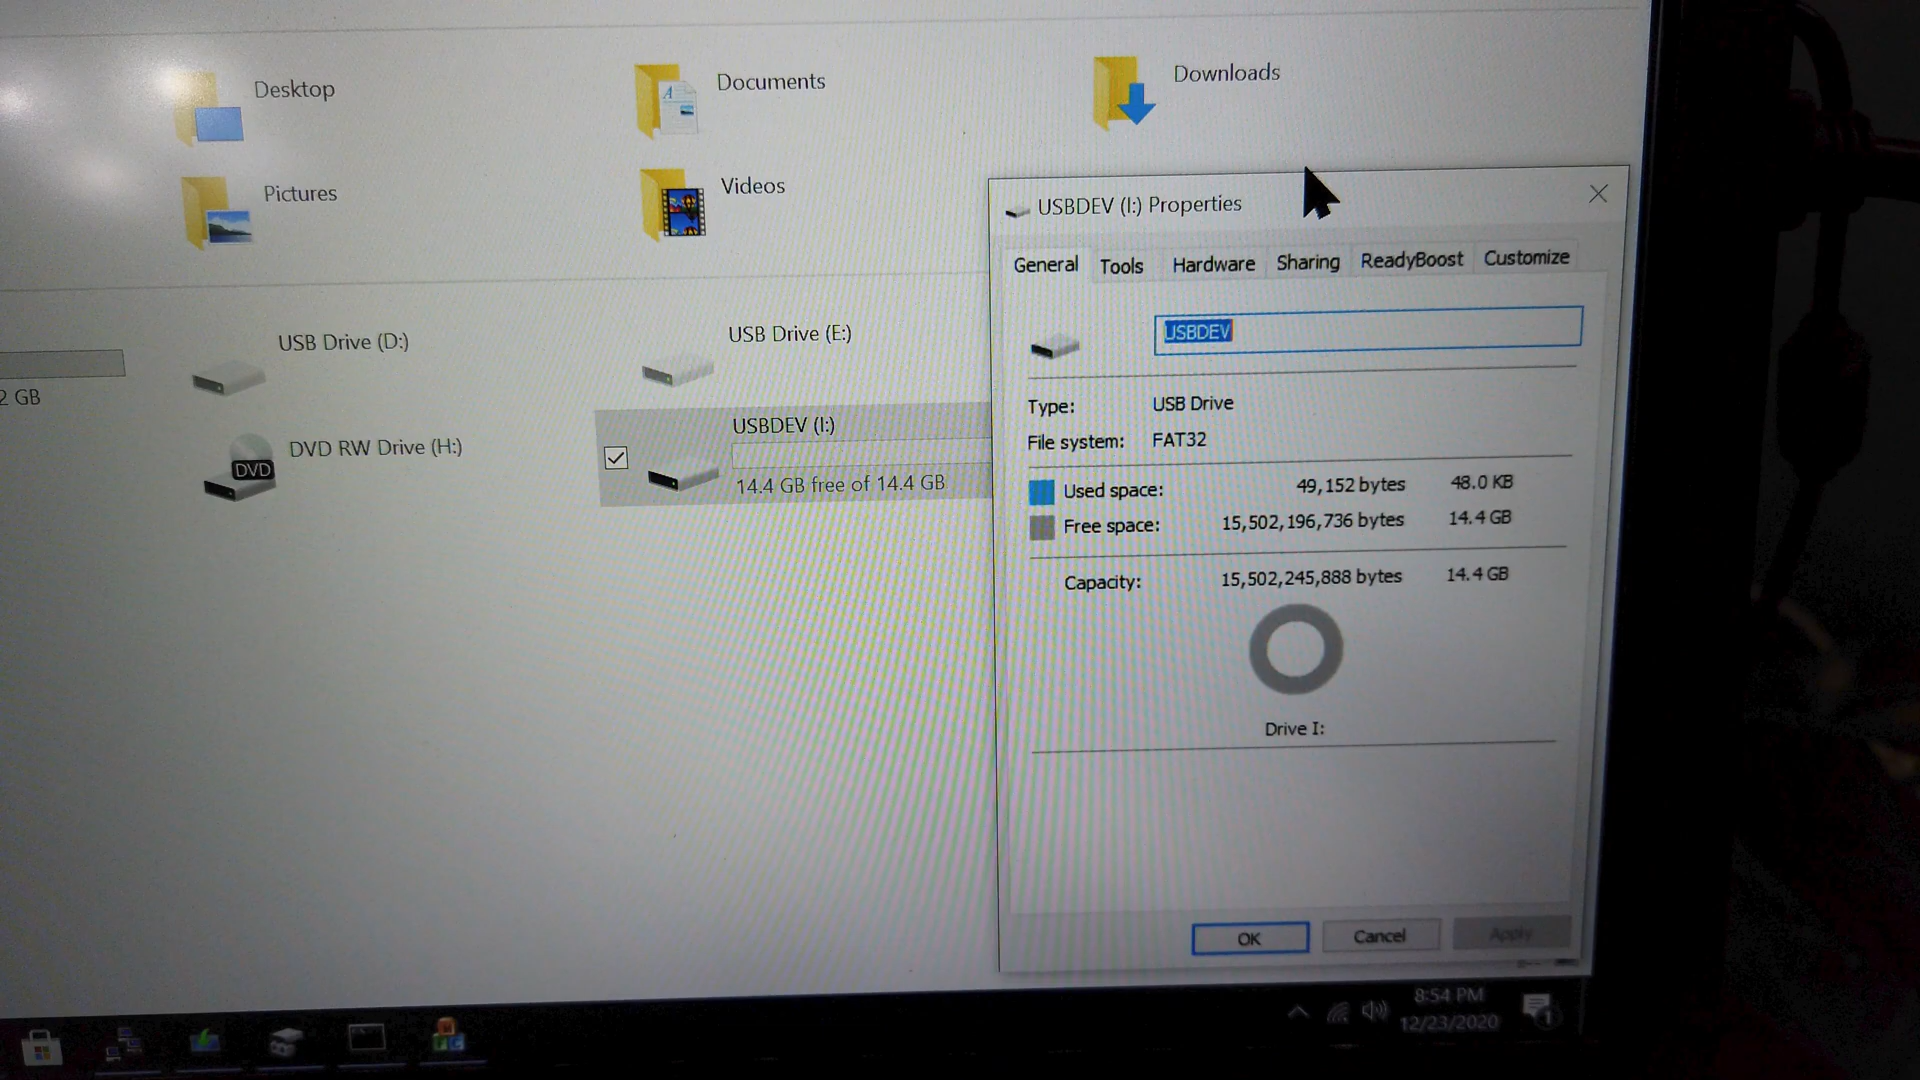 Desktop
Documents
Downloads
Pictures
Videos
USB Drive (D:)
USB Drive (E:)
2 GB
DVD RW Drive (H:)
DVD
USBDEV (I:)
14.4 GB free of 14.4 GB
USBDEV (I:) Properties
General Tools Hardware Sharing ReadyBoost Customize
USBDEV
Type: USB Drive
File system: FAT32
Used space: 49,152 bytes 48.0 KB
Free space: 15,502,196,736 bytes 14.4 GB
Capacity: 15,502,245,888 bytes 14.4 GB
Drive I:
OK Cancel Apply
8:54 PM
12/23/2020
1